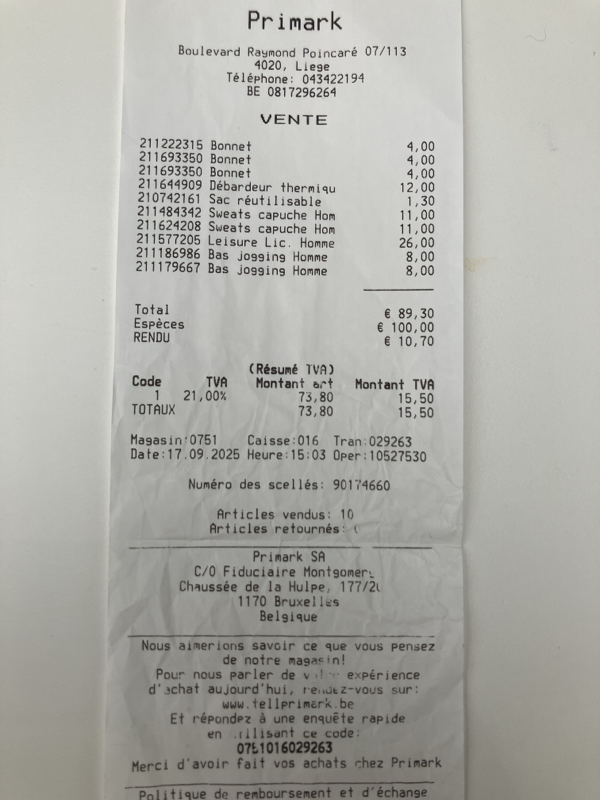 Primark
Boulevard Raymond Poincaré 07/113
4020, Liege
Téléphone: 043422194
BE 0817296264
VENTE
211222315 Bonnet 4,00
211693350 Bonnet 4,00
211693350 Bonnet 4,00
211644909 Débardeur thermiqu 12,00
210742161 Sac réutilisable 1,30
211484342 Sweats capuche Hom 11,00
211624208 Sweats capuche Hom 11,00
211577205 Leisure Lic. Homme 26,00
211186986 Bas jogging Homme 8,00
211179667 Bas jogging Homme 8,00
Total € 89,30
Espèces € 100,00
RENDU € 10,70
(Résumé TVA)
Code TVA Montant art Montant TVA
1 21,00% 73,80 15,50
TOTAUX 73,80 15,50
Magasin:0751 Caisse:016 Tran:029263
Date:17.09.2025 Heure:15:03 Oper:10527530
Numéro des scellés: 90174660
Articles vendus: 10
Articles retournés:
Primark SA
C/O Fiduciaire Montgomery
Chaussée de la Hulpe,
1170 Bruxelles
Belgique
Nous aimerions savoir ce que vous pensez
de notre magasin!
Pour nous parler de expérience
d'achat aujourd'hui, rendez-vous sur:
www.tellprimark.be
Et répondez à une enquête rapide
en utilisant ce code:
Merci d'avoir fait vos achats chez Primark
Politique de remboursement et d'échange